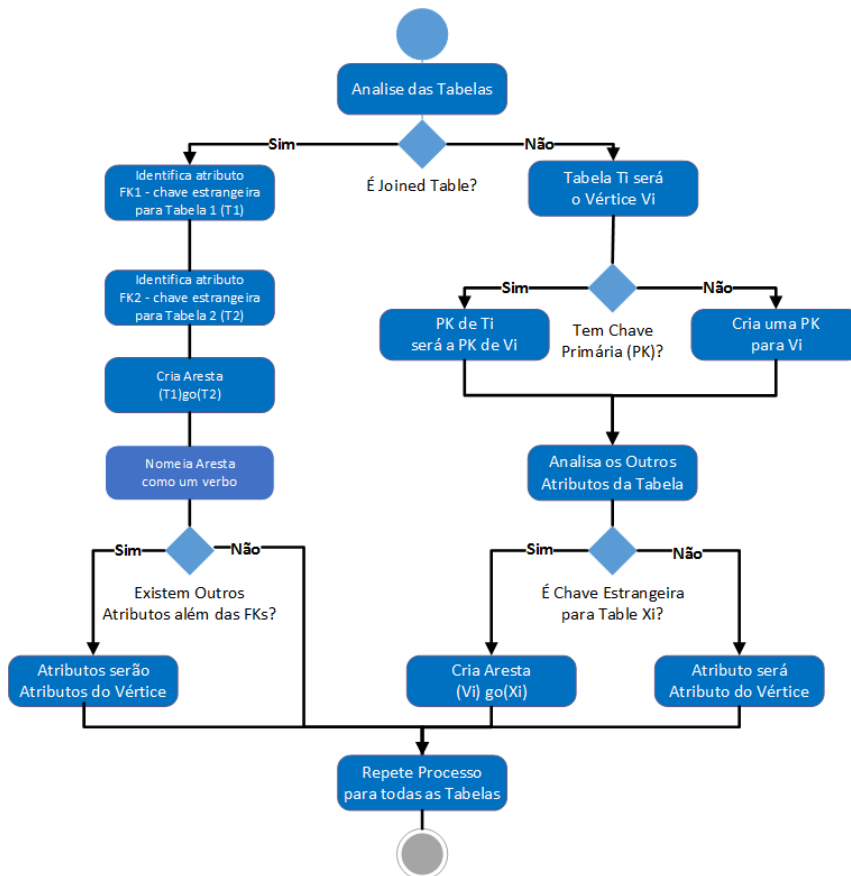 Analise das Tabelas
Sim
Não
É Joined Table?
Identifica atributo
FK1 - chave estrangeira
para Tabela 1 (T1)
Tabela Ti será
o Vértice Vi
Identifica atributo
FK2 - chave estrangeira
para Tabela 2 (T2)
Sim
Não
PK de Ti
será a PK de Vi
Tem Chave
Primária (PK)?
Cria uma PK
para Vi
Cria Aresta
(T1)go(T2)
Nomeia Aresta
como um verbo
Analisa os Outros
Atributos da Tabela
Sim
Não
Existem Outros
Atributos além das FKs?
Sim
Não
É Chave Estrangeira
para Table Xi?
Atributos serão
Atributos do Vértice
Cria Aresta
(Vi) go(Xi)
Atributo será
Atributo do Vértice
Repete Processo
para todas as Tabelas